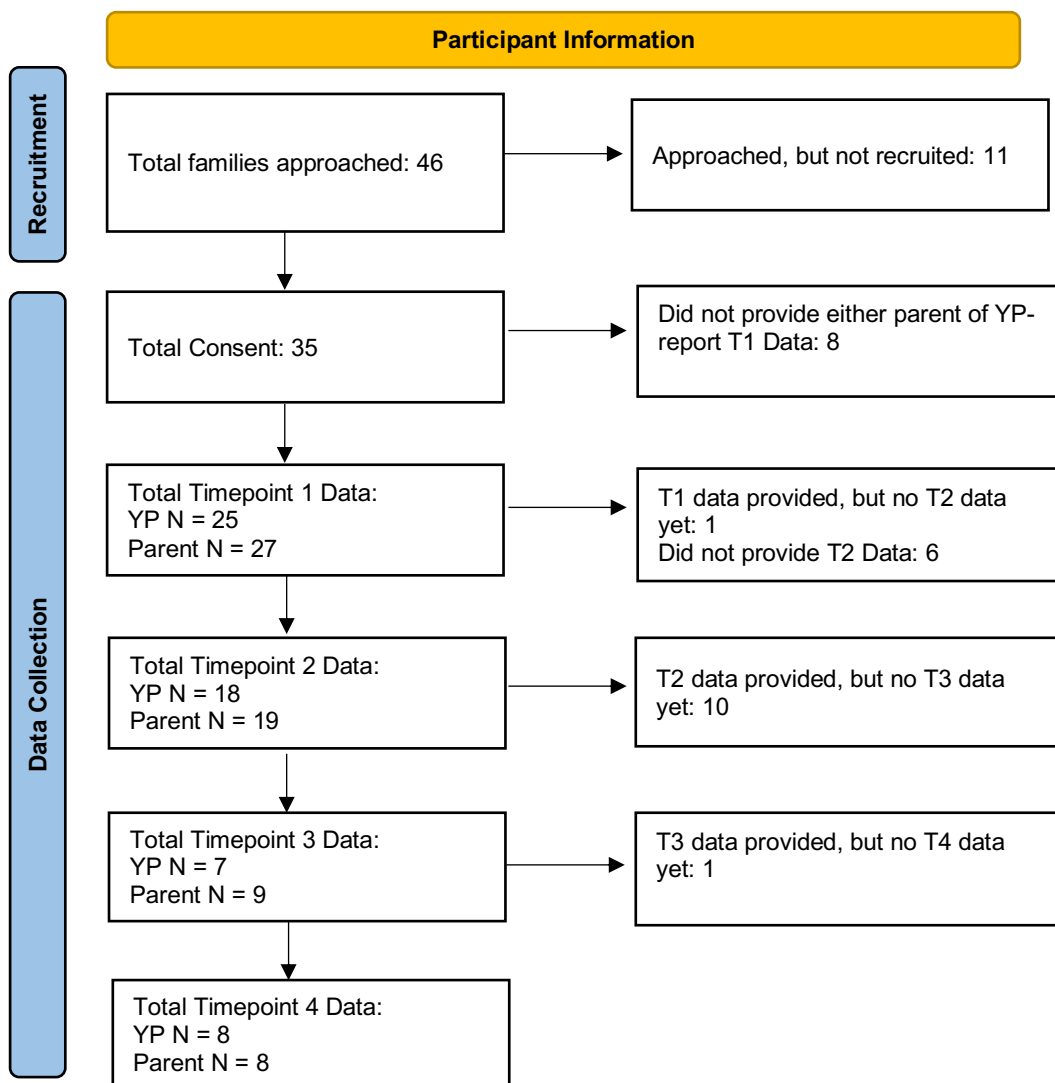 Participant Information
Recruitment
Total families approached: 46
Approached, but not recruited: 11
Data Collection
Total Consent: 35
Did not provide either parent of YP-
report T1 Data: 8
Total Timepoint 1 Data:
YP N = 25
Parent N = 27
T1 data provided, but no T2 data
yet: 1
Did not provide T2 Data: 6
Total Timepoint 2 Data:
YP N = 18
Parent N = 19
T2 data provided, but no T3 data
yet: 10
Total Timepoint 3 Data:
YP N = 7
Parent N = 9
T3 data provided, but no T4 data
yet: 1
Total Timepoint 4 Data:
YP N = 8
Parent N = 8